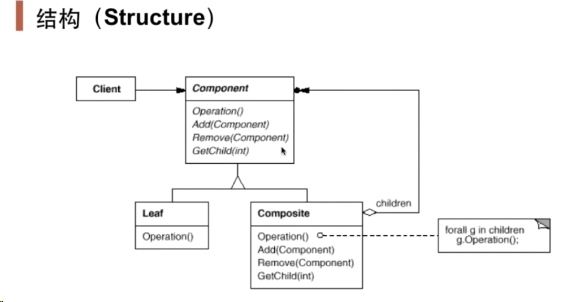 结构（Structure）
Client
Component
Operation()
Add(Component)
Remove(Component)
GetChild(int)
children
Leaf
Operation()
Composite
Operation()
Add(Component)
Remove(Component)
GetChild(int)
forall g in children
g.Operation();